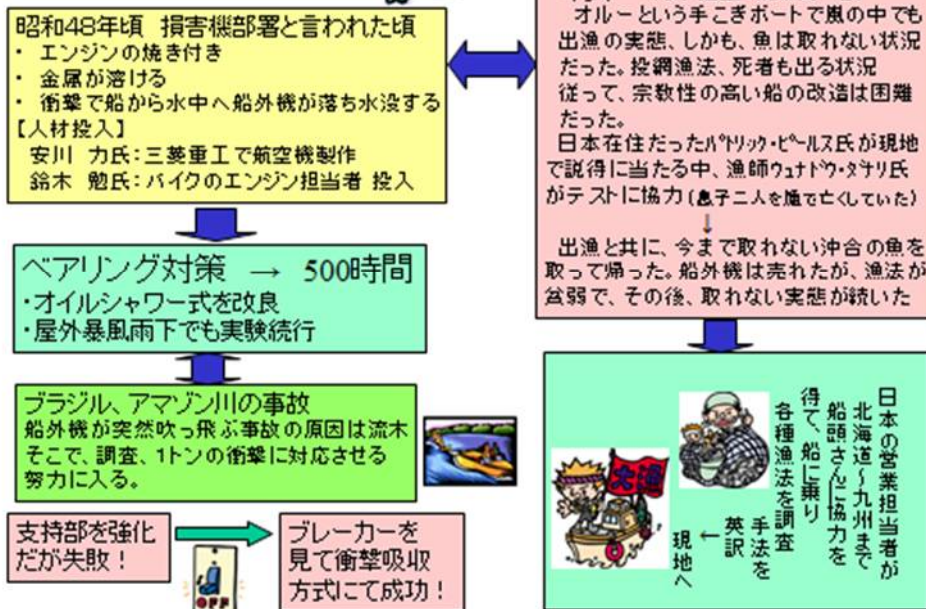 昭和48年頃 損害機部署と言われた頃
・ エンジンの焼き付き
・ 金属が溶ける
・ 衝撃で船から水中へ船外機が落ち水没する
【人材投入】
安川 力氏:三菱重工で航空機製作
鈴木 勉氏:バイクのエンジン担当者 投入
ベアリング対策 → 500時間
・オイルシャワー式を改良
・屋外暴風雨下でも実験続行
ブラジル、アマゾン川の事故
船外機が突然吹っ飛ぶ事故の原因は流木
そこで、調査、1トンの衝撃に対応させる
努力に入る。
支持部を強化
だが失敗!
OFF
ブレーカーを
見て衝撃吸収
方式にて成功!
オルーという手こぎボートで嵐の中でも
出漁の実態、しかも、魚は取れない状況
だった。投網漁法、死者も出る状況
従って、宗教性の高い船の改造は困難
だった。
日本在住だったパトリック・ピールス氏が現地
で説得に当たる中、漁師ウェナドウ・タナリ氏
がテストに協力(息子二人を嵐で亡くしていた)
↓
出漁と共に、今まで取れない沖合の魚を
取って帰った。船外機は売れたが、漁法が
貧弱で、その後、取れない実態が続いた
日本の営業担当者が
北海道~九州まで
船頭さんに協力を
得て、船に乗り
各種漁法を調査
手法を
英訳
↓
現地へ
大漁